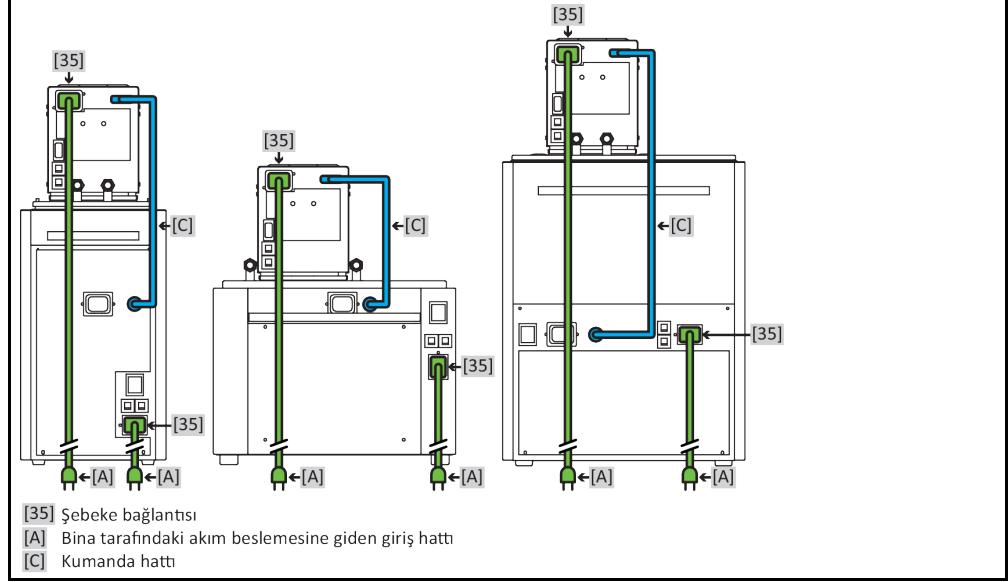 [35]
[35]
[35]
[C]
[C]
[C]
[35]
[35]
[35]
[A]
[A]
[A]
[A]
[A]
[A]
[35] Şebeke bağlantısı
[A] Bina tarafındaki akım beslemesine giden giriş hattı
[C] Kumanda hattı